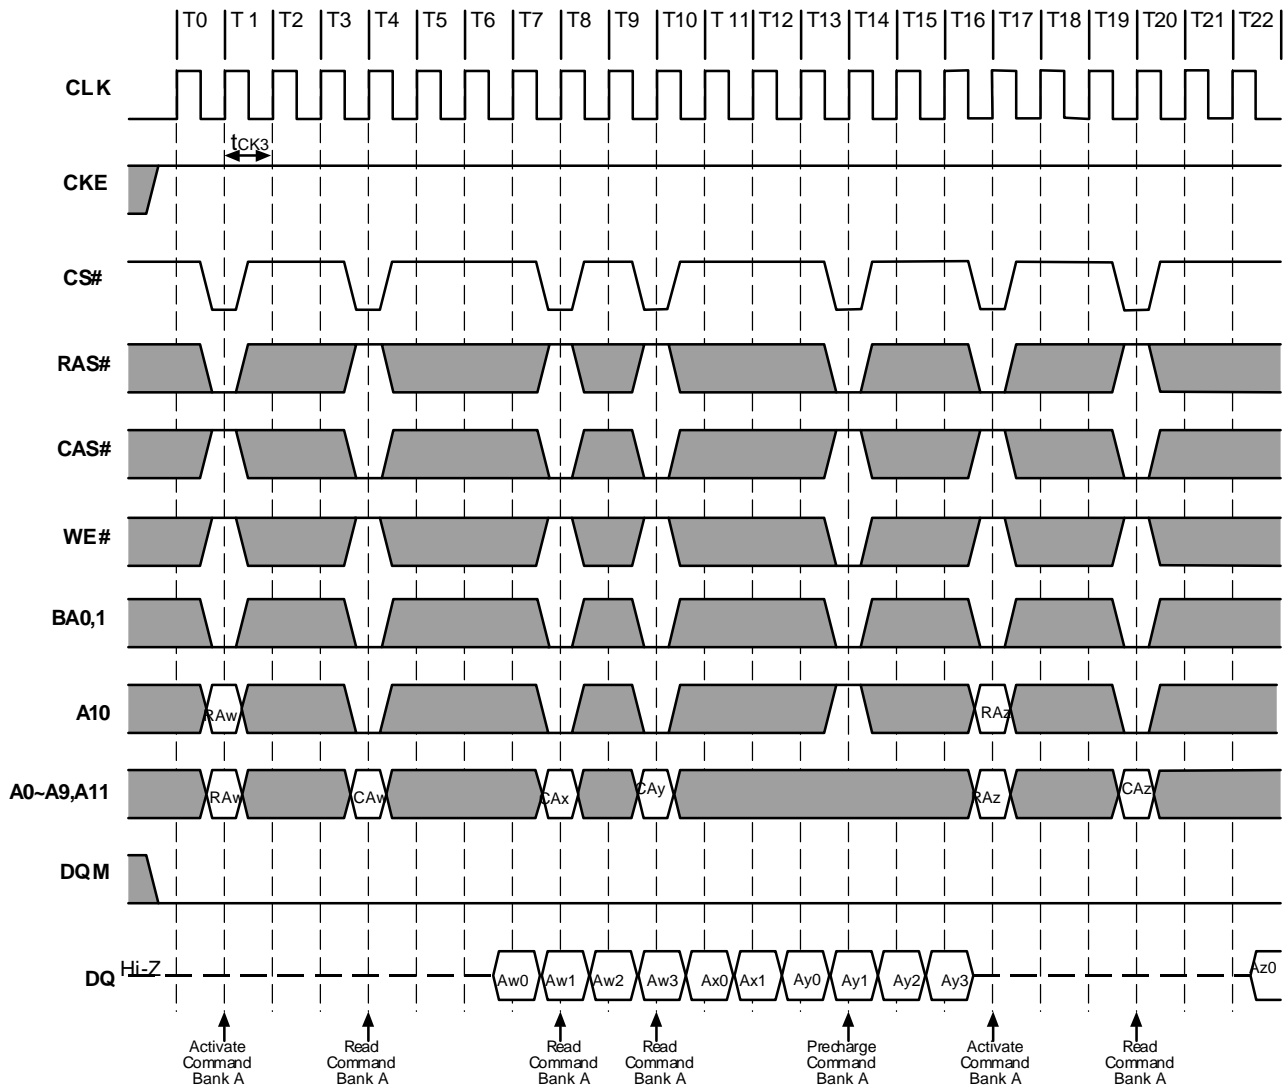 T0 T 1 T2 T3 T4 T5 T6 T7 T8 T9 T10 T 11 T12 T13 T14 T15 T16 T17 T18 T19 T20 T21 T22
CLK
tCK3
CKE
CS#
RAS#
CAS#
WE#
BA0,1
A10
RAw RAz
A0~A9,A11
RAw CAw CAx CAy RAz CAz
DQM
DQ Hi-Z Aw0 Aw1 Aw2 Aw3 Ax0 Ax1 Ay0 Ay1 Ay2 Ay3 Az0
Activate Command Bank A
Read Command Bank A
Read Command Bank A
Read Command Bank A
Precharge Command Bank A
Activate Command Bank A
Read Command Bank A